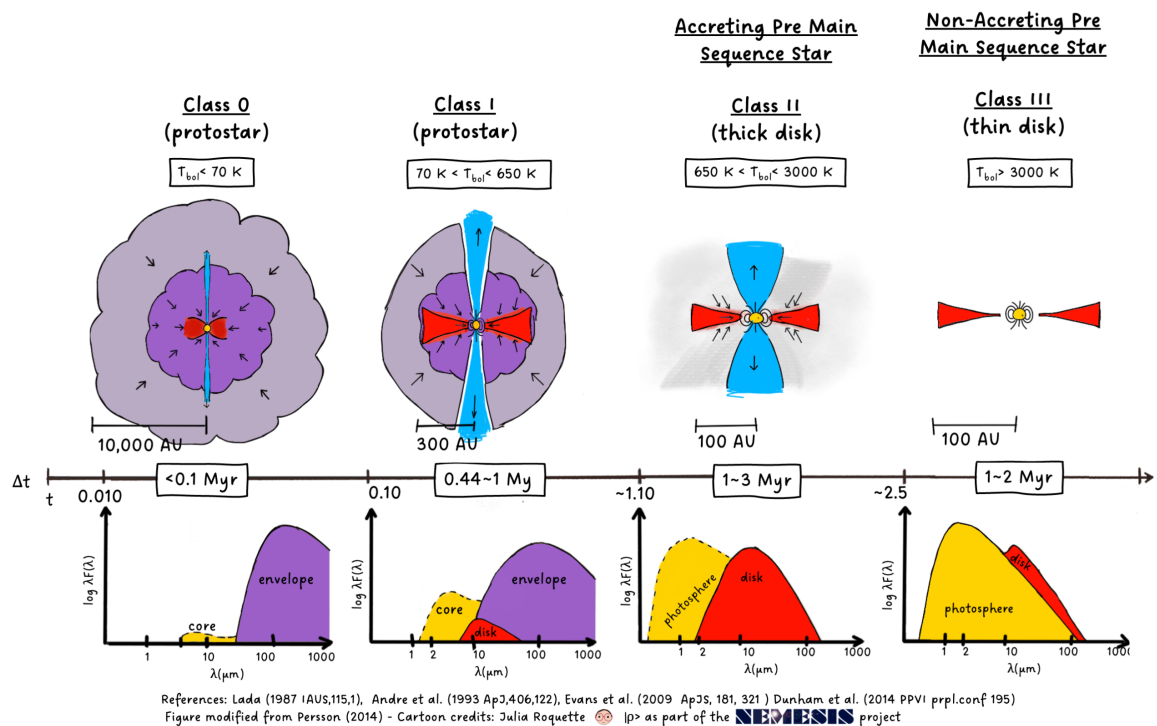 Accreting Pre Main
Sequence Star
Non-Accreting Pre
Main Sequence Star
Class 0
(protostar)
Class I
(protostar)
Class II
(thick disk)
Class III
(thin disk)
Tbol< 70 K
70 K < Tbol< 650 K
650 K < Tbol< 3000 K
Tbol> 3000 K
10,000 AU
300 AU
100 AU
100 AU
Δt
<0.1 Myr
0.44~1 My
1~3 Myr
1~2 Myr
t
0.010
0.10
~1.10
~2.5
log λF(λ)
core
envelope
1
10
100
1000
λ(μm)
log λF(λ)
core
disk
envelope
1
2
10
100
1000
λ(μm)
log λF(λ)
photosphere
disk
1
2
10
100
1000
λ(μm)
log λF(λ)
photosphere
disk
1
2
10
100
1000
λ(μm)
References: Lada (1987 IAUS,115,1), Andre et al. (1993 ApJ,406,122), Evans et al. (2009 ApJS, 181, 321 ) Dunham et al. (2014 PPVI prpl.conf 195)
Figure modified from Persson (2014) - Cartoon credits: Julia Roquette |p> as part of the NEMESIS project